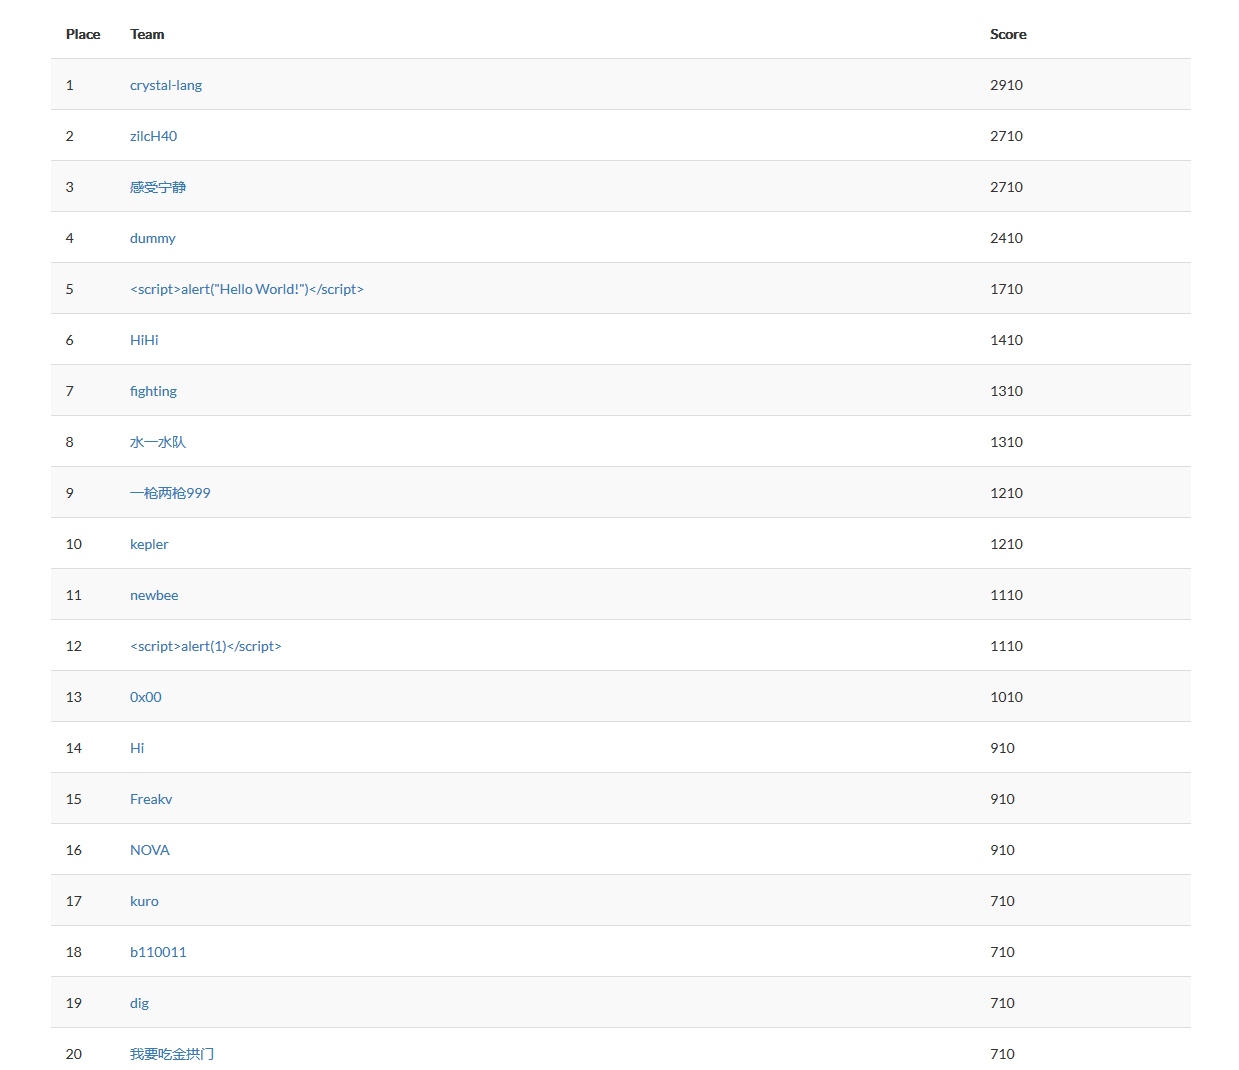 Place Team Score
1 crystal-lang 2910
2 zilcH40 2710
3 感受宁静 2710
4 dummy 2410
5 <script>alert("Hello World!")</script> 1710
6 HiHi 1410
7 fighting 1310
8 水一水队 1310
9 一枪两枪999 1210
10 kepler 1210
11 newbee 1110
12 <script>alert(1)</script> 1110
13 0x00 1010
14 Hi 910
15 Freakv 910
16 NOVA 910
17 kuro 710
18 b110011 710
19 dig 710
20 我要吃金拱门 710